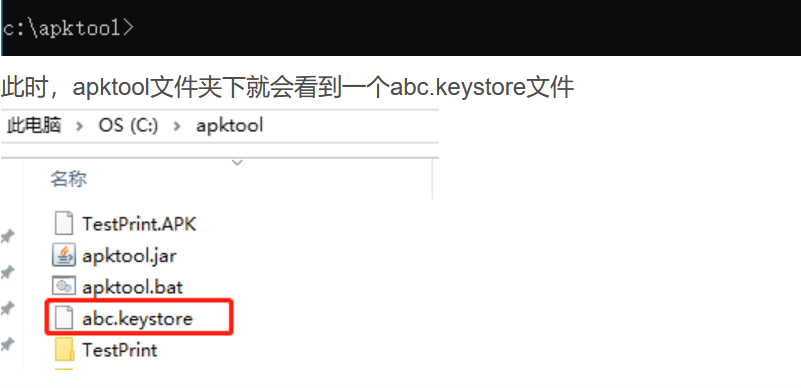 c:\apktool>
此时，apktool文件夹下就会看到一个abc.keystore文件
此电脑 > OS (C:) > apktool
名称
TestPrint.APK
apktool.jar
apktool.bat
abc.keystore
TestPrint